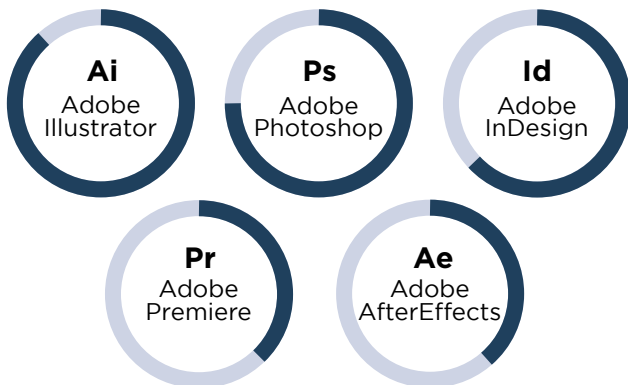 Ai
Adobe
Illustrator
Ps
Adobe
Photoshop
Id
Adobe
InDesign
Pr
Adobe
Premiere
Ae
Adobe
AfterEffects